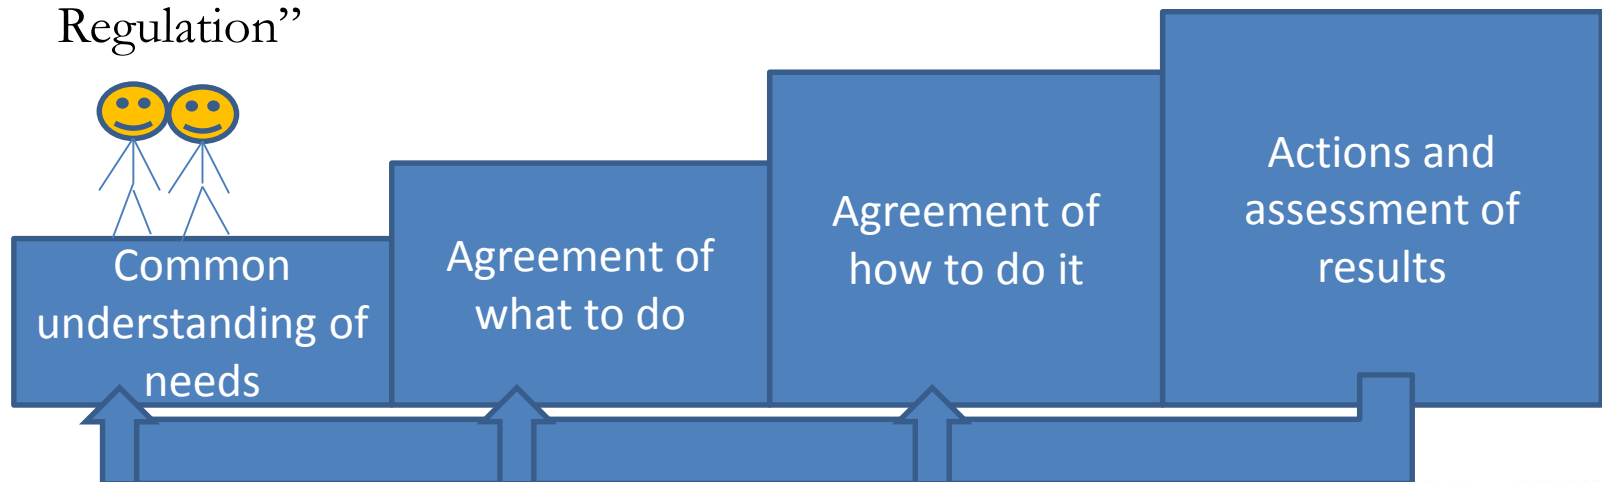 Regulation”
Common
understanding of
needs
Agreement of
what to do
Agreement of
how to do it
Actions and
assessment of
results